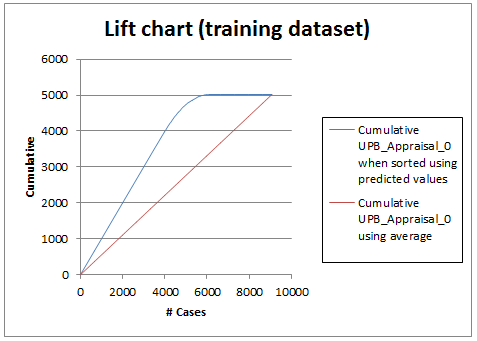 Lift chart (training dataset)
6000
5000
4000
3000
2000
1000
0
Cumulative
0 2000 4000 6000 8000 10000
# Cases
Cumulative
UPB_Appraisal_0
when sorted using
predicted values
Cumulative
UPB_Appraisal_0
using average